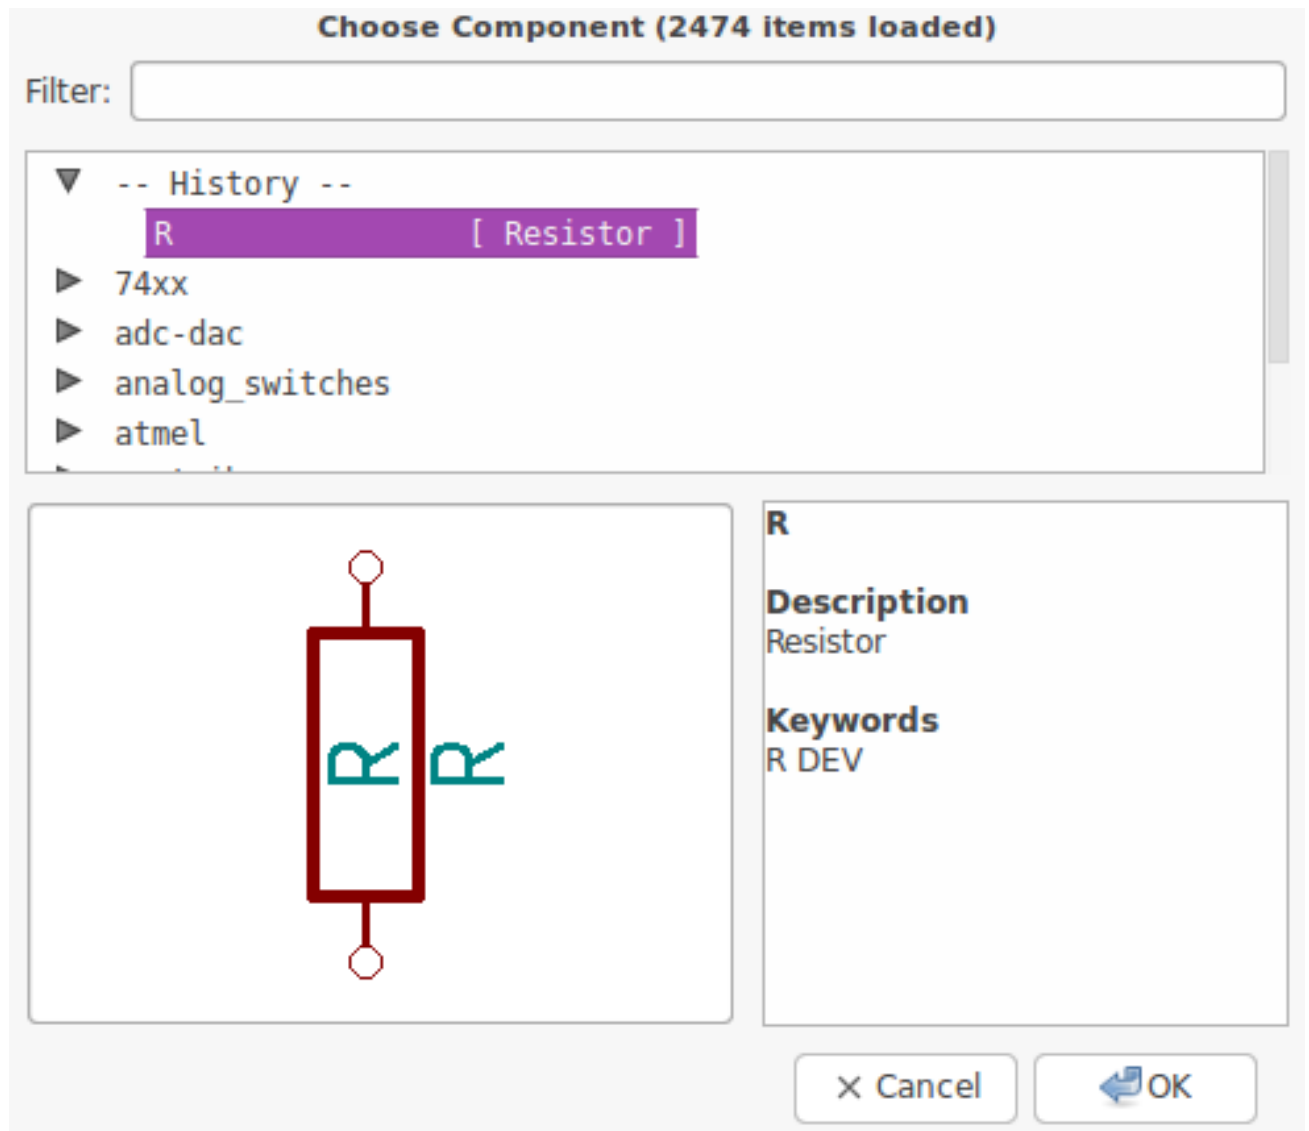 Choose Component (2474 items loaded)
Filter:
-- History --
R [ Resistor ]
74xx
adc-dac
analog_switches
atmel
R R
R
Description
Resistor
Keywords
R DEV
Cancel
OK